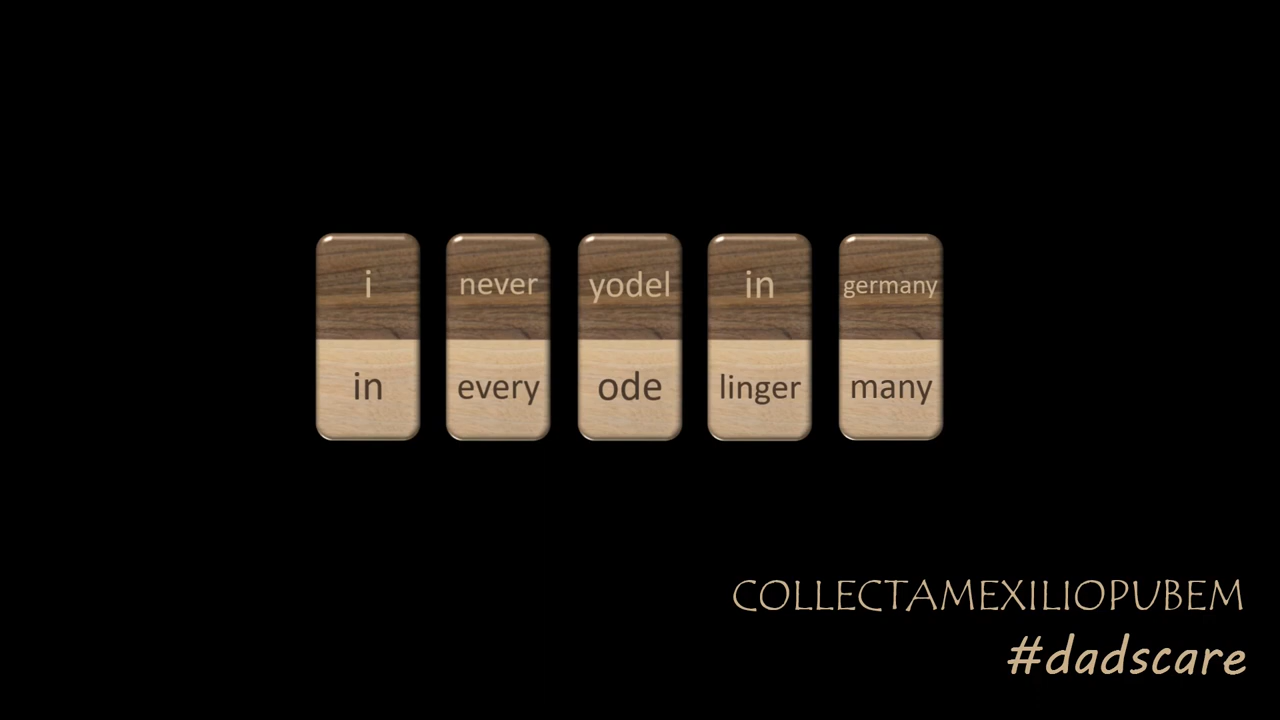 i never yodel in germany
in every ode linger many
COLLECTAMEXILIOPUBEM
#dadscare